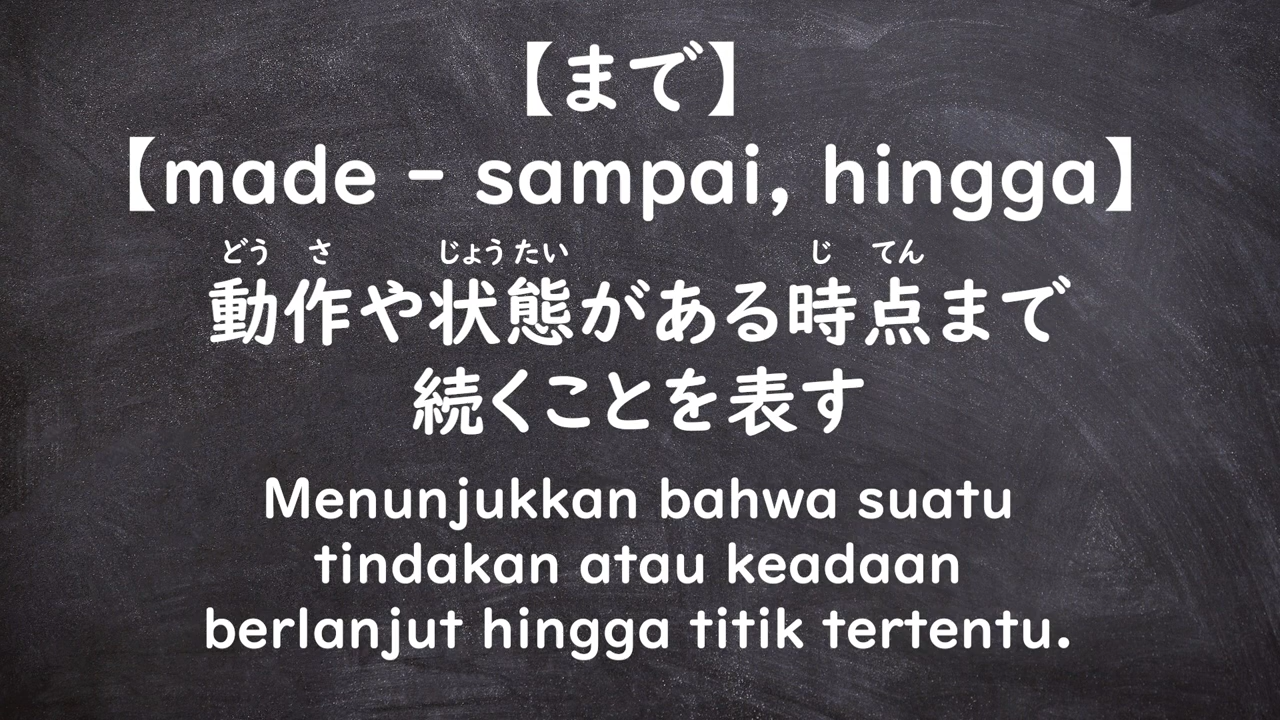 【まで】
【made - sampai, hingga】
どう さ じょう たい じ てん
動作や状態がある時点まで
続くことを表す
Menunjukkan bahwa suatu
tindakan atau keadaan
berlanjut hingga titik tertentu.